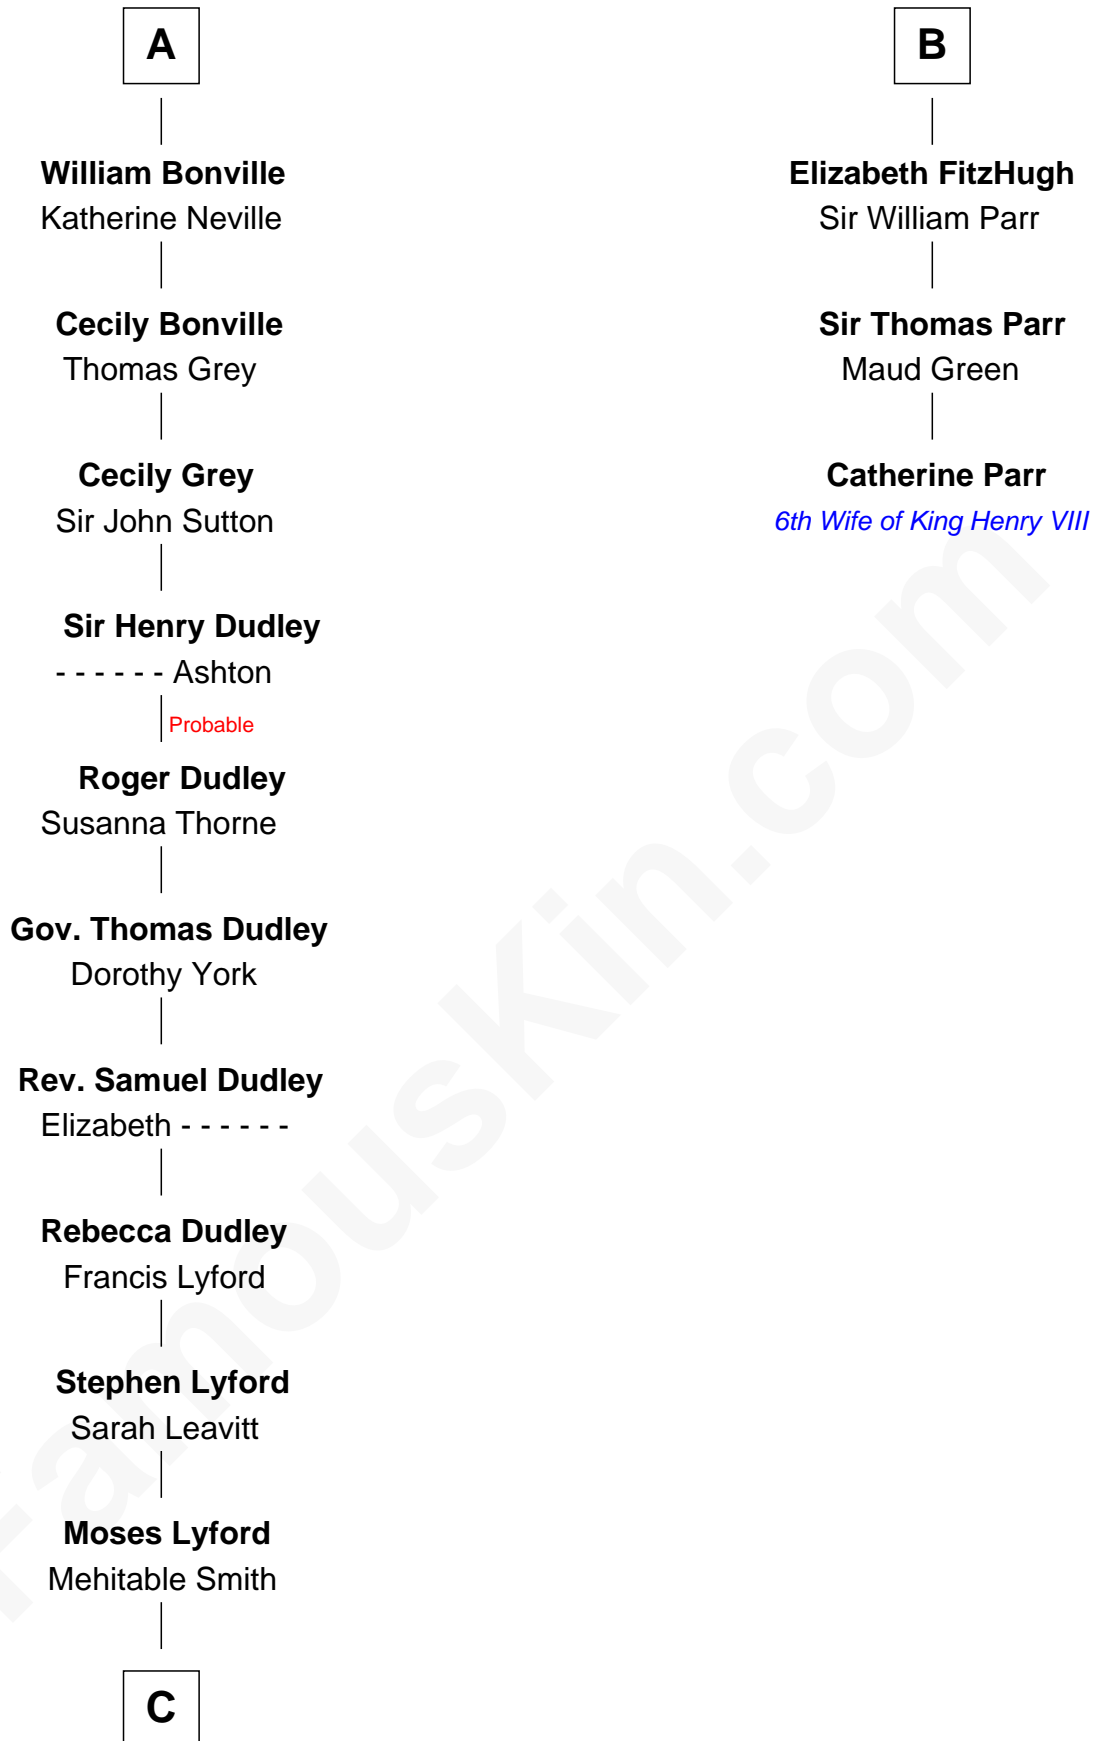 A
William Bonville
Katherine Neville
Cecily Bonville
Thomas Grey
Cecily Grey
Sir John Sutton
Sir Henry Dudley
- - - - - - Ashton
Probable
Roger Dudley
Susanna Thorne
Gov. Thomas Dudley
Dorothy York
Rev. Samuel Dudley
Elizabeth - - - - - -
Rebecca Dudley
Francis Lyford
Stephen Lyford
Sarah Leavitt
Moses Lyford
Mehitable Smith
C
B
Elizabeth FitzHugh
Sir William Parr
Sir Thomas Parr
Maud Green
Catherine Parr
6th Wife of King Henry VIII
FamousKin.com